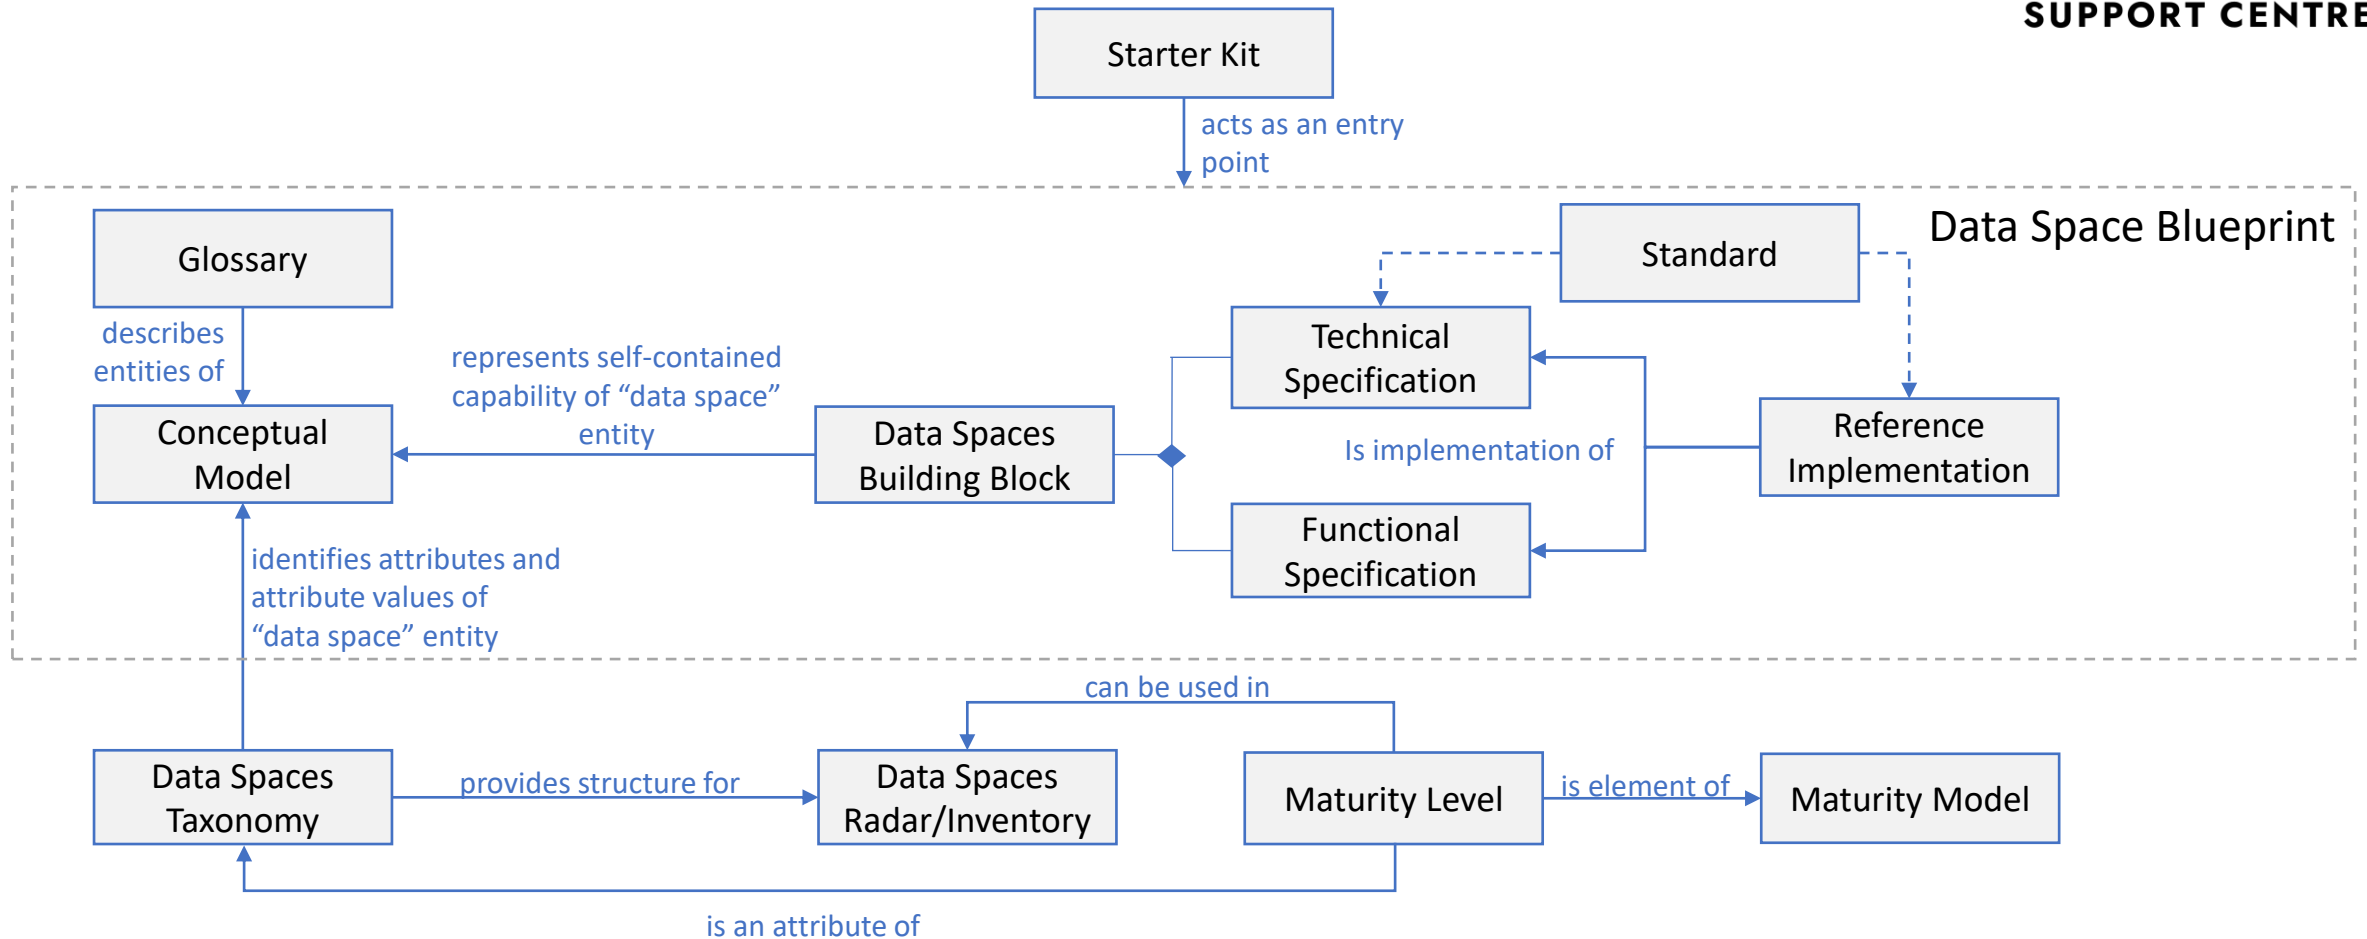 SUPPORT CENTRE
Starter Kit
acts as an entry
point
Data Space Blueprint
Glossary
Standard
describes
entities of
Technical
Specification
represents self-contained
capability of “data space”
entity
Conceptual
Model
Data Spaces
Building Block
Is implementation of
Reference
Implementation
Functional
Specification
identifies attributes and
attribute values of
“data space” entity
can be used in
Data Spaces
Taxonomy
provides structure for
Data Spaces
Radar/Inventory
Maturity Level
is element of
Maturity Model
is an attribute of